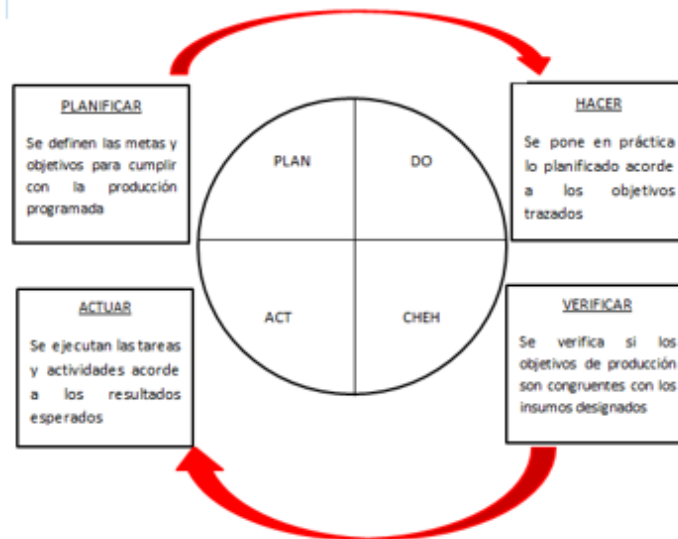 PLANIFICAR
Se definen las metas y
objetivos para cumplir
con la producción
programada
PLAN
DO
HACER
Se pone en práctica
lo planificado acorde
a los objetivos
trazados
ACTUAR
Se ejecutan las tareas
y actividades acorde
a los resultados
esperados
ACT
CHEH
VERIFICAR
Se verifica si los
objetivos de producción
son congruentes con los
insumos designados